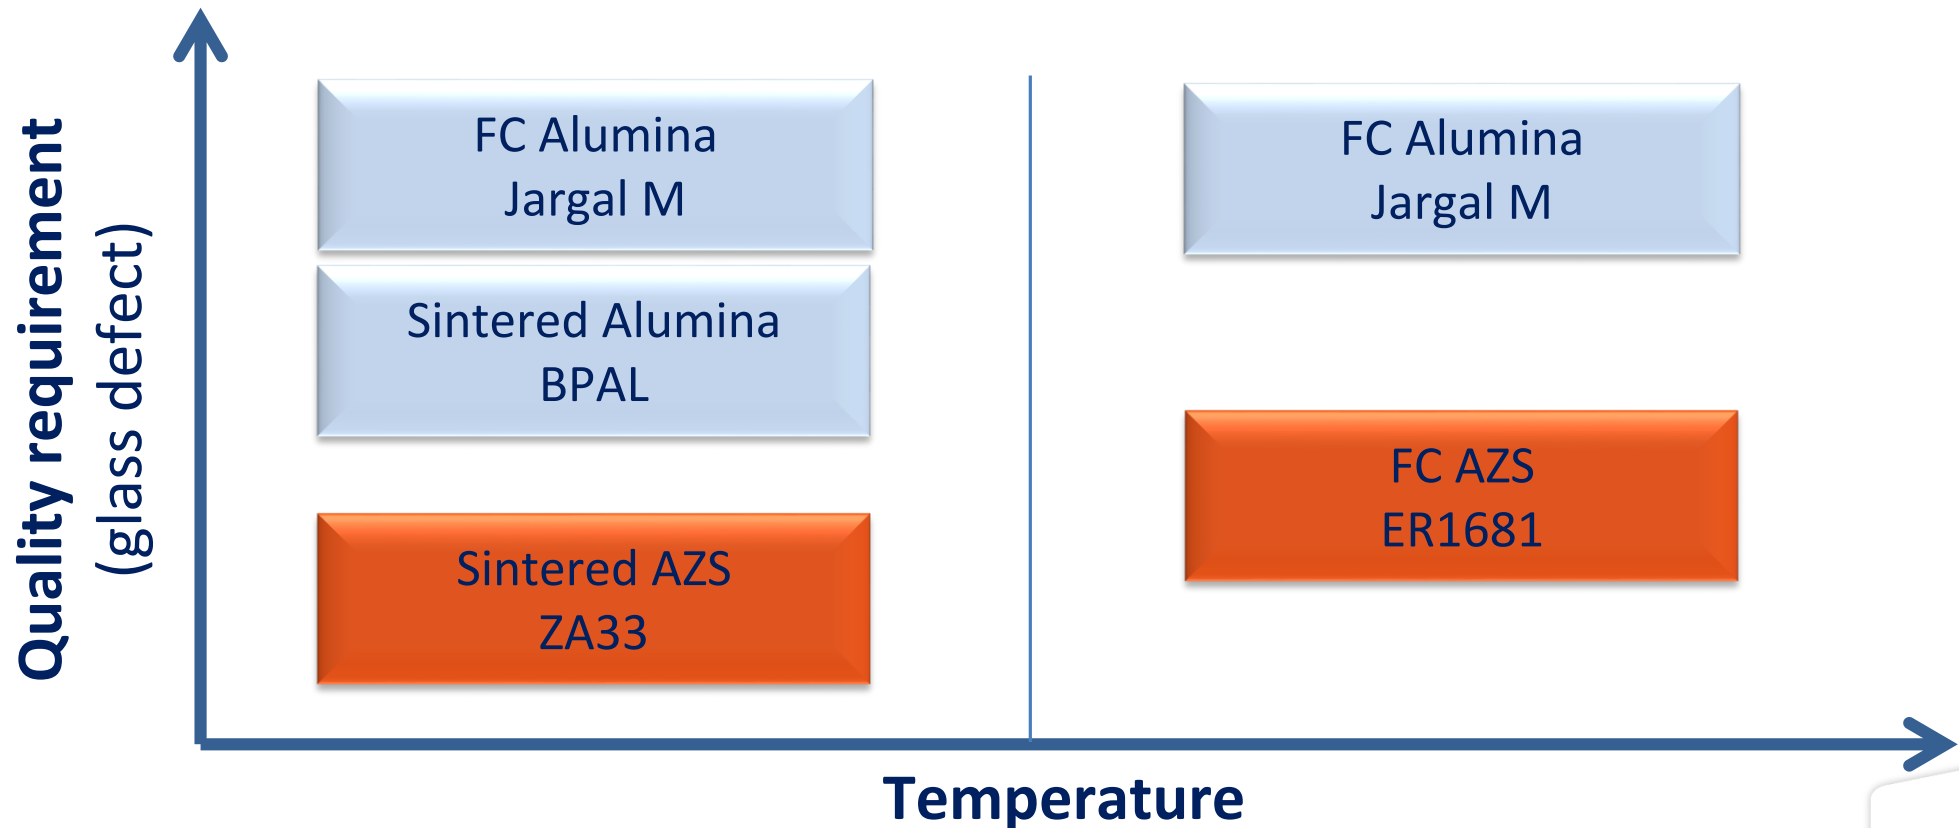 Quality requirement
(glass defect)
FC Alumina
Jargal M
Sintered Alumina
BPAL
Sintered AZS
ZA33
FC Alumina
Jargal M
FC AZS
ER1681
Temperature